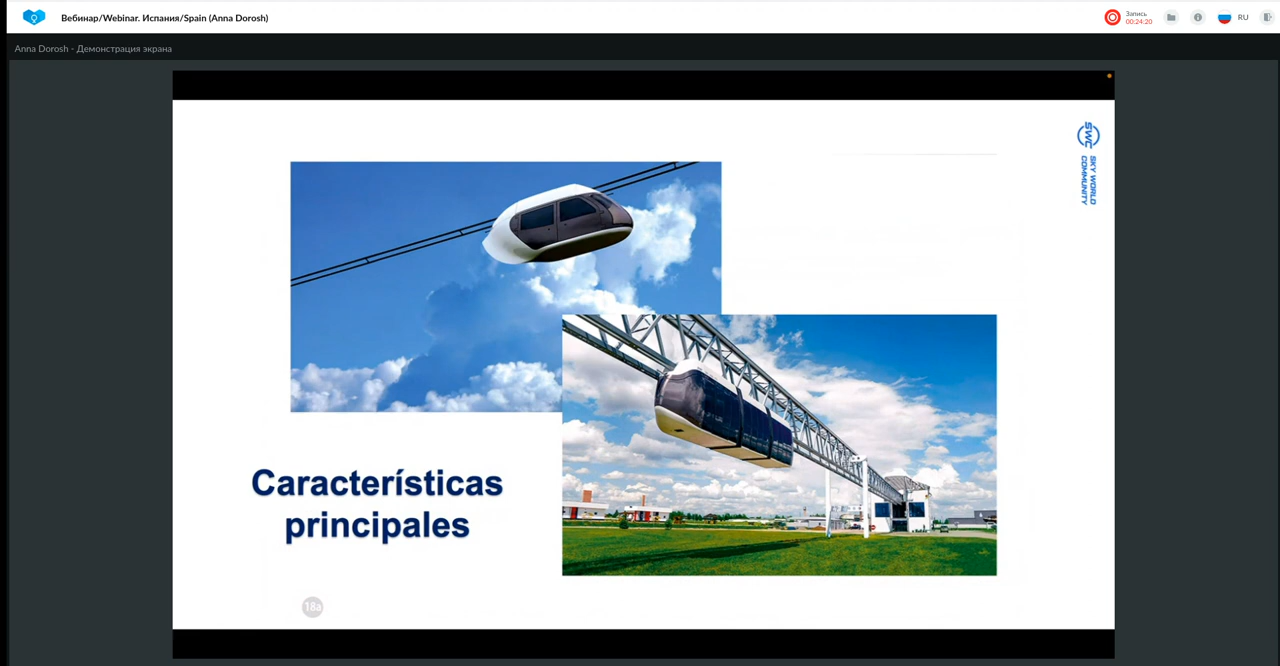 Вебинар/Webinar. Испания/Spain (Anna Dorosh)
Запись
00:24:20
RU
Anna Dorosh - Демонстрация экрана
SWC
SKY WORLD
COMMUNITY
Características
principales
18a